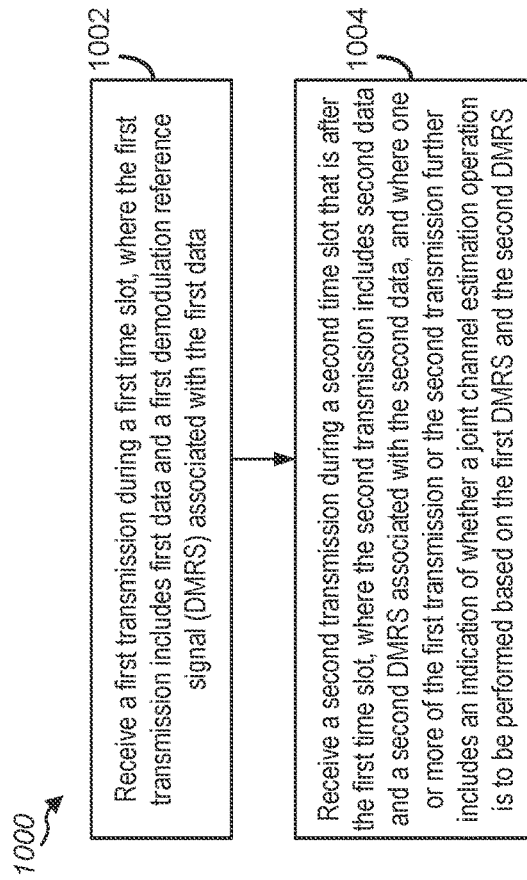 1000
1002
Receive a first transmission during a first time slot, where the first
transmission includes first data and a first demodulation reference
signal (DMRS) associated with the first data
1004
Receive a second transmission during a second time slot that is after
the first time slot, where the second transmission includes second data
and a second DMRS associated with the second data, and where one
or more of the first transmission or the second transmission further
includes an indication of whether a joint channel estimation operation
is to be performed based on the first DMRS and the second DMRS